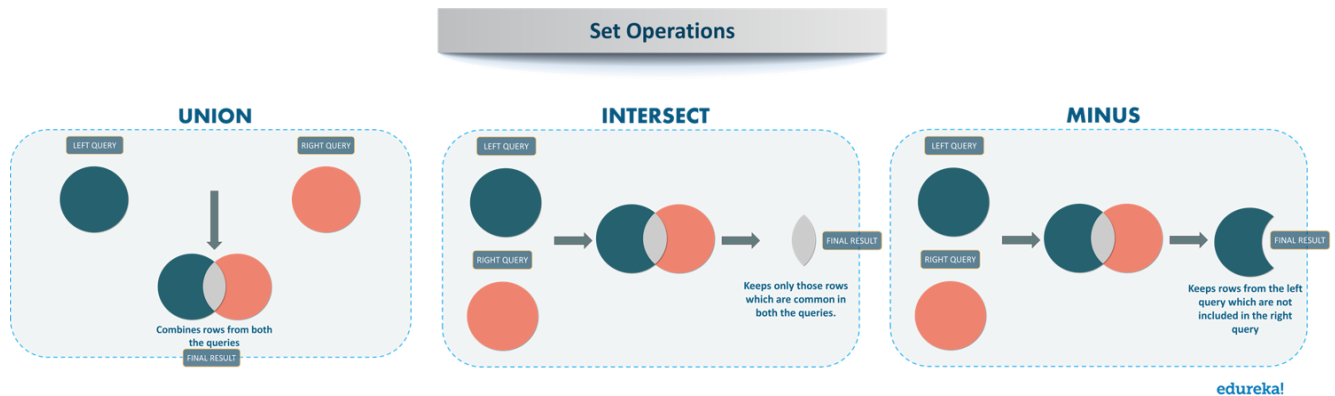 Set Operations
UNION
LEFT QUERY
RIGHT QUERY
Combines rows from both
the queries
FINAL RESULT
INTERSECT
LEFT QUERY
RIGHT QUERY
FINAL RESULT
Keeps only those rows
which are common in
both the queries.
MINUS
LEFT QUERY
RIGHT QUERY
FINAL RESULT
Keeps rows from the left
query which are not
included in the right
query
edureka!